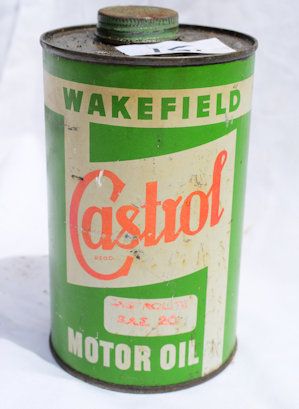 WAKEFIELD
Castrol
REGD.
SAE 20
MOTOR OIL